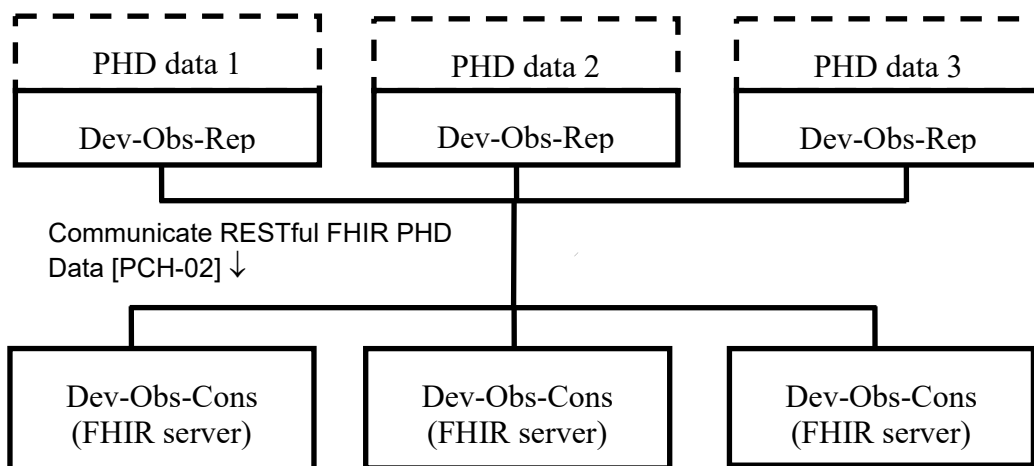 PHD data 1
PHD data 2
PHD data 3
Dev-Obs-Rep
Dev-Obs-Rep
Dev-Obs-Rep
Communicate RESTful FHIR PHD
Data [PCH-02] ↓
Dev-Obs-Cons
(FHIR server)
Dev-Obs-Cons
(FHIR server)
Dev-Obs-Cons
(FHIR server)